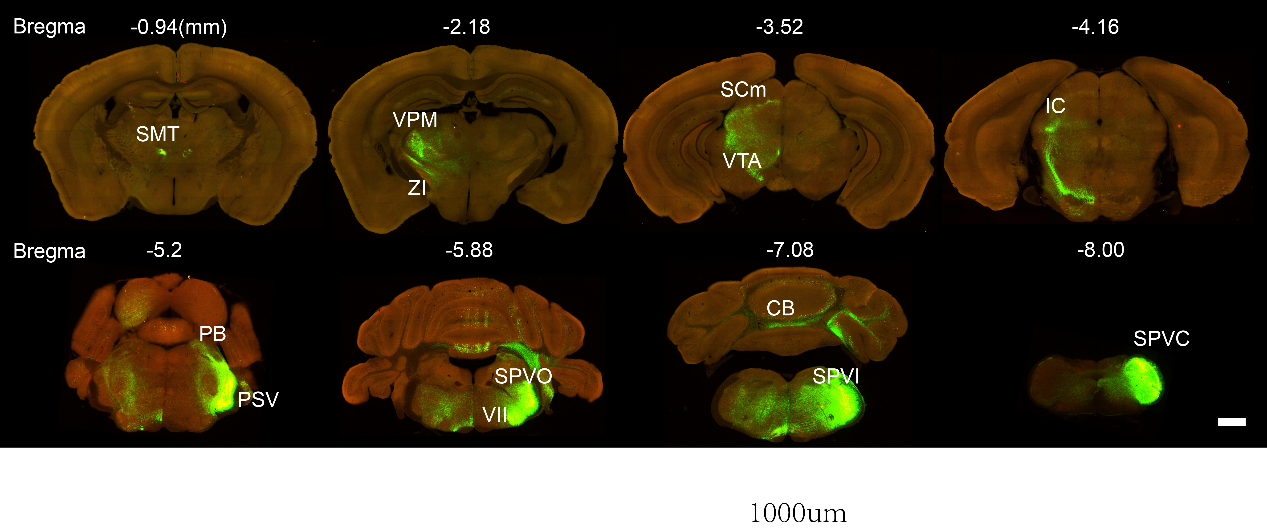 Bregma -0.94(mm) -2.18 -3.52 -4.16
SCm
IC
VPM
SMT
VTA
ZI
Bregma -5.2 -5.88 -7.08 -8.00
CB
PB
SPVC
SPVO SPVI
PSV
VII
1000um